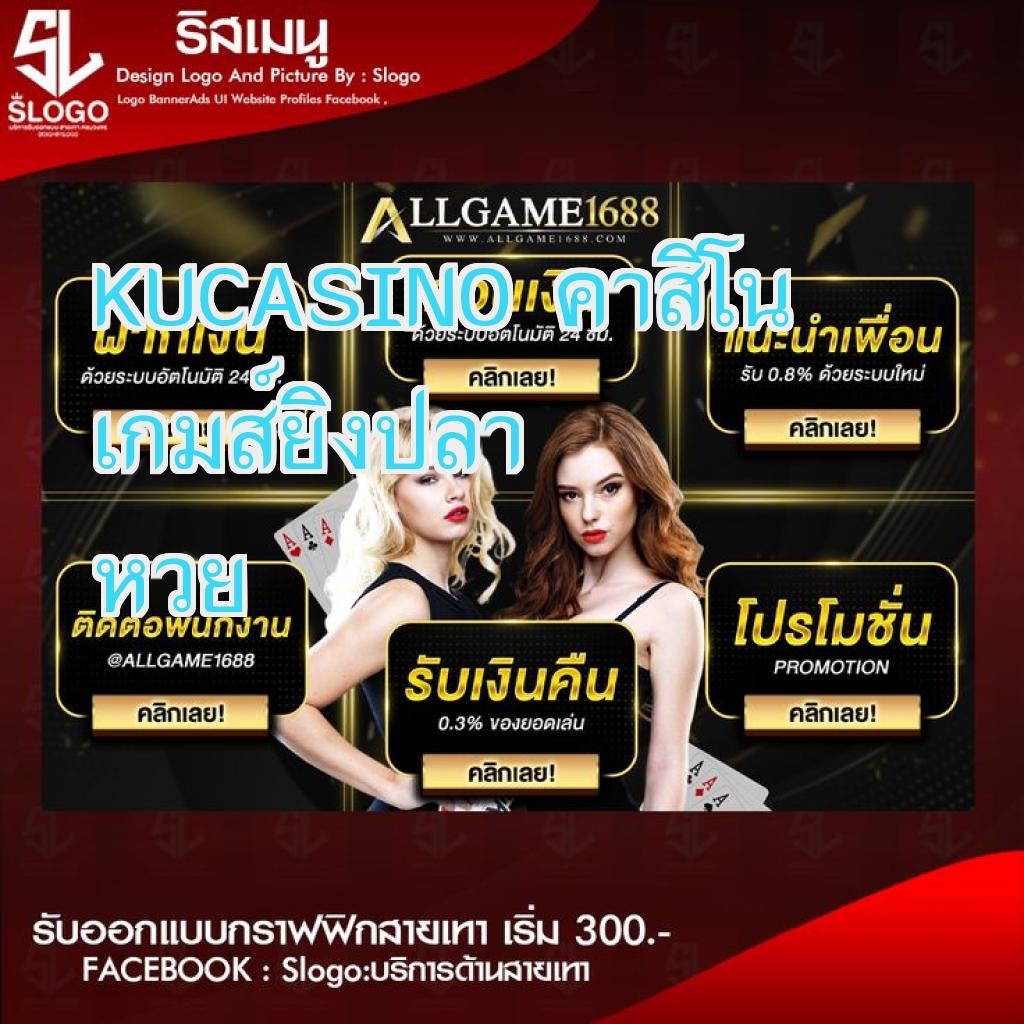 SL
ริสเมนู
Design Logo And Picture By : Slogo
Logo BannerAds UI Website Profiles Facebook .
SLOGO
ALLGAME1688
WWW.ALLGAME1688.COM
KUCASINO คาสิโน
ด้วยระบบอัตโนมัติ 24 ชม.
แนะนำเพื่อน
ด้วยระบบอัตโนมัติ 24
รับ 0.8% ด้วยระบบใหม่
คลิกเลย!
คลิกเลย!
เกมส์ยิงปลา
หวย
ติดต่อพนักงาน
@ALLGAME1688
คลิกเลย!
รับเงินคืน
0.3% ของยอดเล่น
คลิกเลย!
โปรโมชั่น
PROMOTION
คลิกเลย!
รับออกแบบกราฟฟิกสายเทา เริ่ม 300.-
FACEBOOK : Slogo:บริการด้านสายเทา